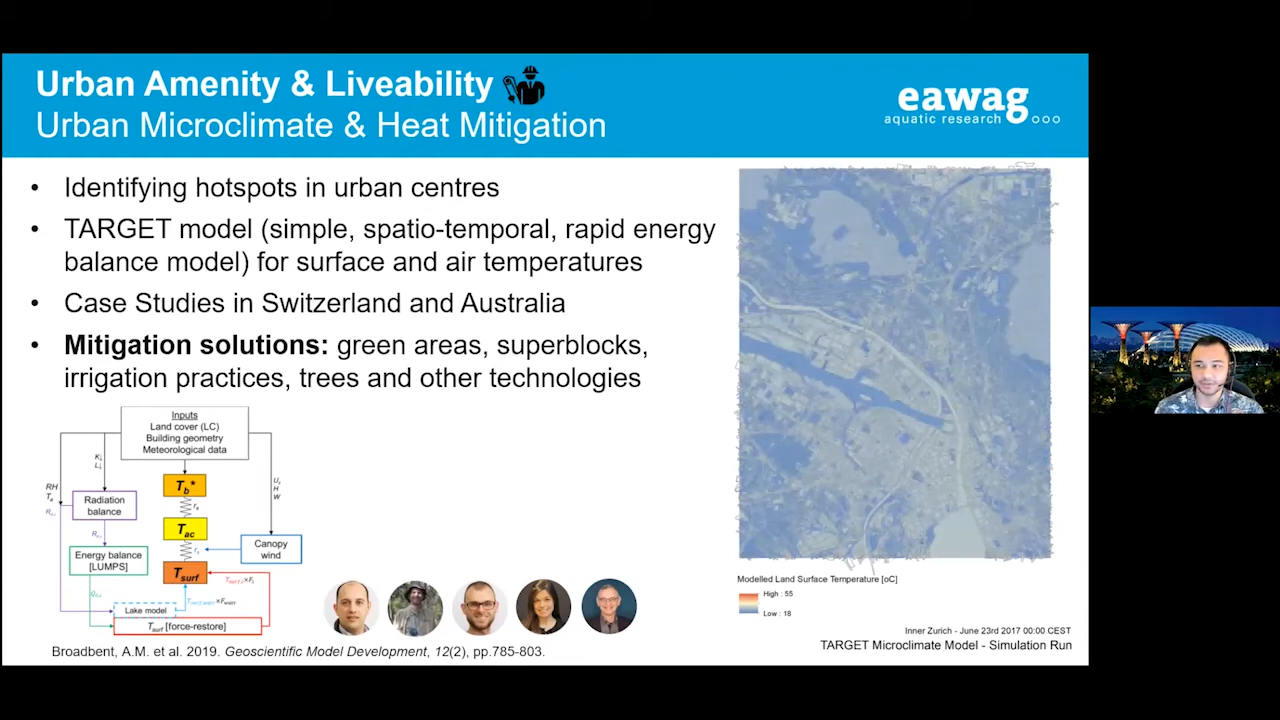 Urban Amenity & Liveability
Urban Microclimate & Heat Mitigation
eawag
aquatic research
• Identifying hotspots in urban centres
• TARGET model (simple, spatio-temporal, rapid energy
balance model) for surface and air temperatures
• Case Studies in Switzerland and Australia
• Mitigation solutions: green areas, superblocks,
irrigation practices, trees and other technologies
Inputs
Land cover (LC)
Building geometry
Meteorological data
K↓
L↓
RH
Ta
Radiation
balance
Energy balance
[LUMPS]
Tb*
Tac
Tsurf
H
W
Canopy
wind
Lake model
Tsurf [force-restore]
Broadbent, A.M. et al. 2019. Geoscientific Model Development, 12(2), pp.785-803.
Modelled Land Surface Temperature [oC]
High : 55
Low : 18
Inner Zurich - June 23rd 2017 00:00 CEST
TARGET Microclimate Model - Simulation Run